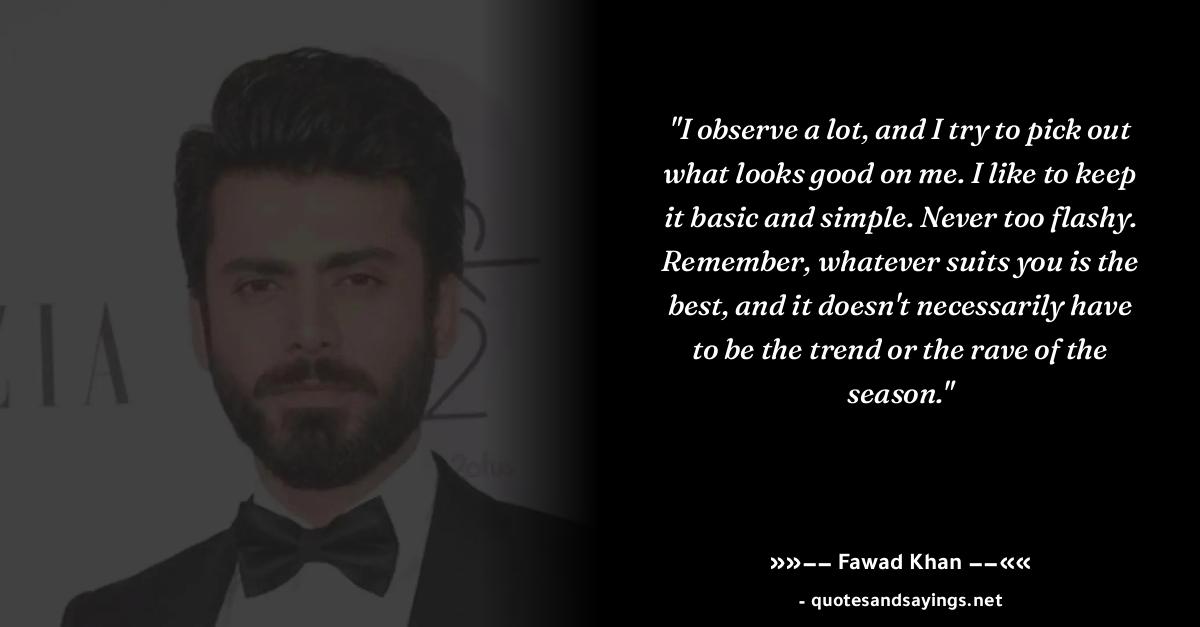 "I observe a lot, and I try to pick out
what looks good on me. I like to keep
it basic and simple. Never too flashy.
Remember, whatever suits you is the
best, and it doesn't necessarily have
to be the trend or the rave of the
season."
»»−− Fawad Khan −−««
- quotesandsayings.net
ZIA